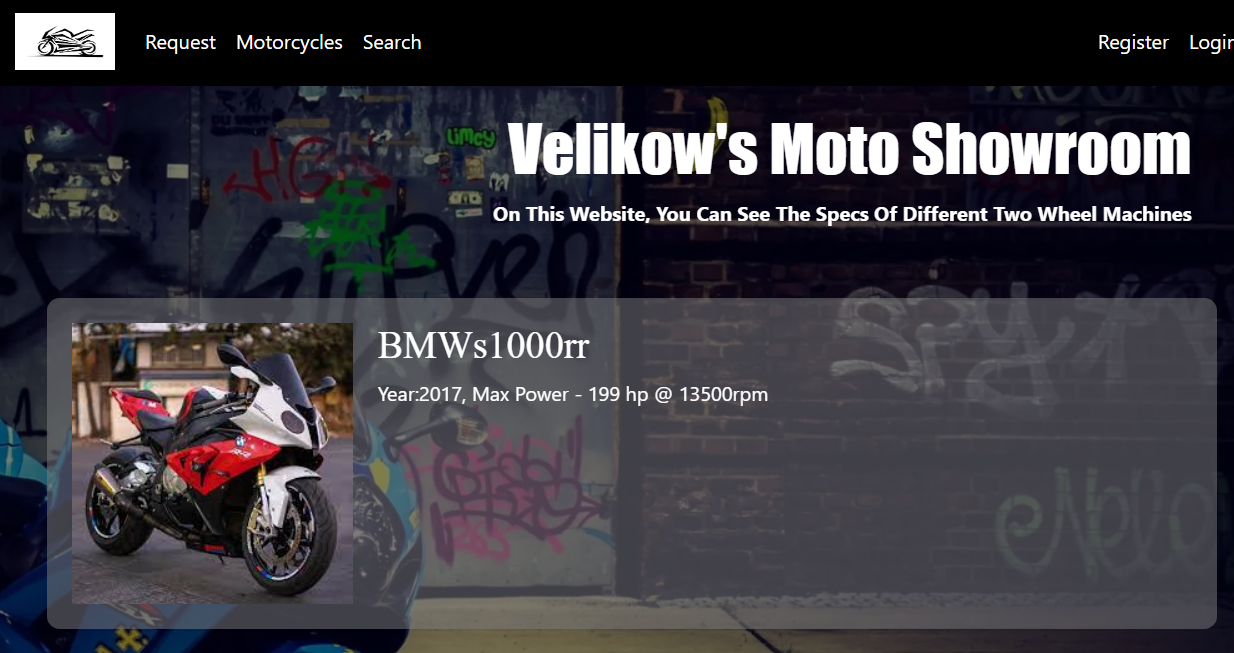 Request Motorcycles Search Register Login
Limcy
H.G.
Velikow's Moto Showroom
On This Website, You Can See The Specs Of Different Two Wheel Machines
BMWs1000rr
Year:2017, Max Power - 199 hp @ 13500rpm